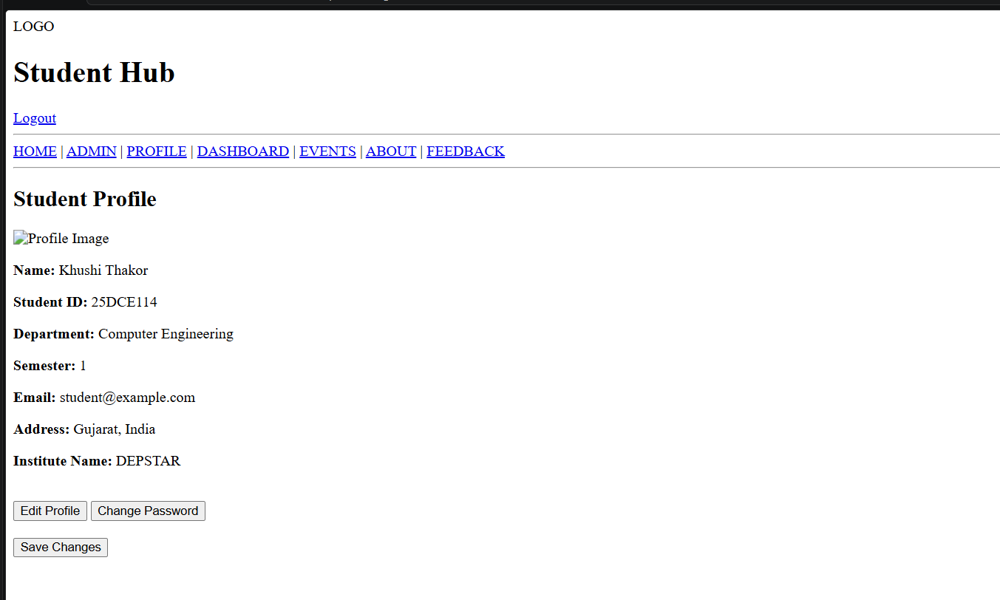 LOGO
Student Hub
Logout
HOME | ADMIN | PROFILE | DASHBOARD | EVENTS | ABOUT | FEEDBACK
Student Profile
Profile Image
Name: Khushi Thakor
Student ID: 25DCE114
Department: Computer Engineering
Semester: 1
Email: student@example.com
Address: Gujarat, India
Institute Name: DEPSTAR
Edit Profile Change Password
Save Changes